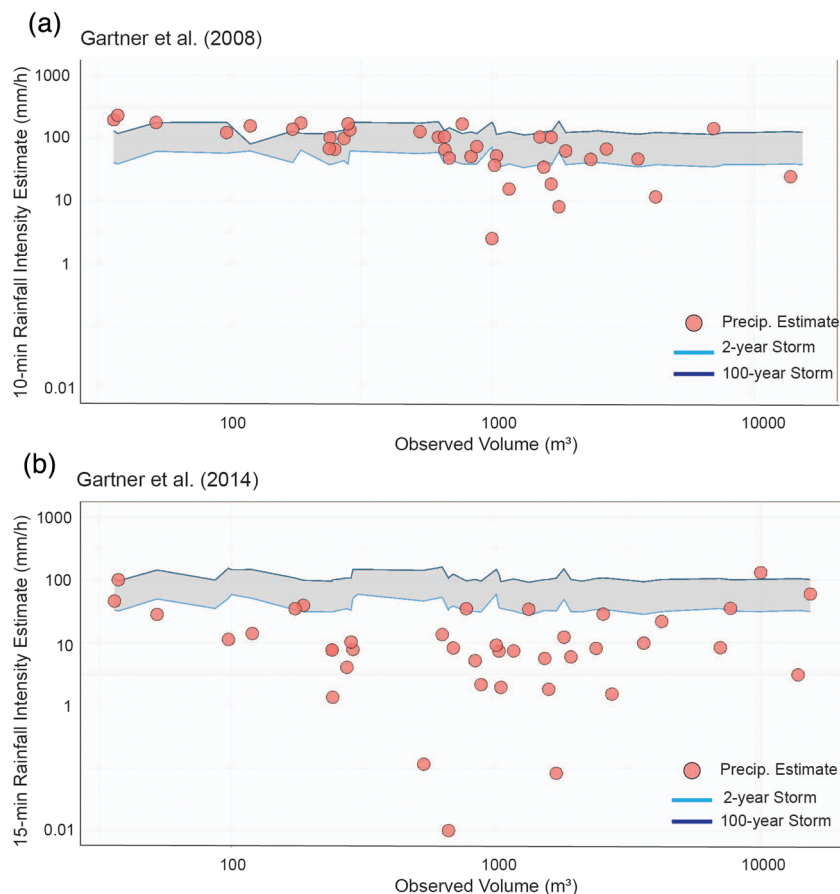 (a)
Gartner et al. (2008)
10-min Rainfall Intensity Estimate (mm/h)
1000
100
10
1
0.01
Precip. Estimate
2-year Storm
100-year Storm
100
1000
10000
Observed Volume (m³)
(b)
Gartner et al. (2014)
15-min Rainfall Intensity Estimate (mm/h)
1000
100
10
1
0.01
Precip. Estimate
2-year Storm
100-year Storm
100
1000
10000
Observed Volume (m³)